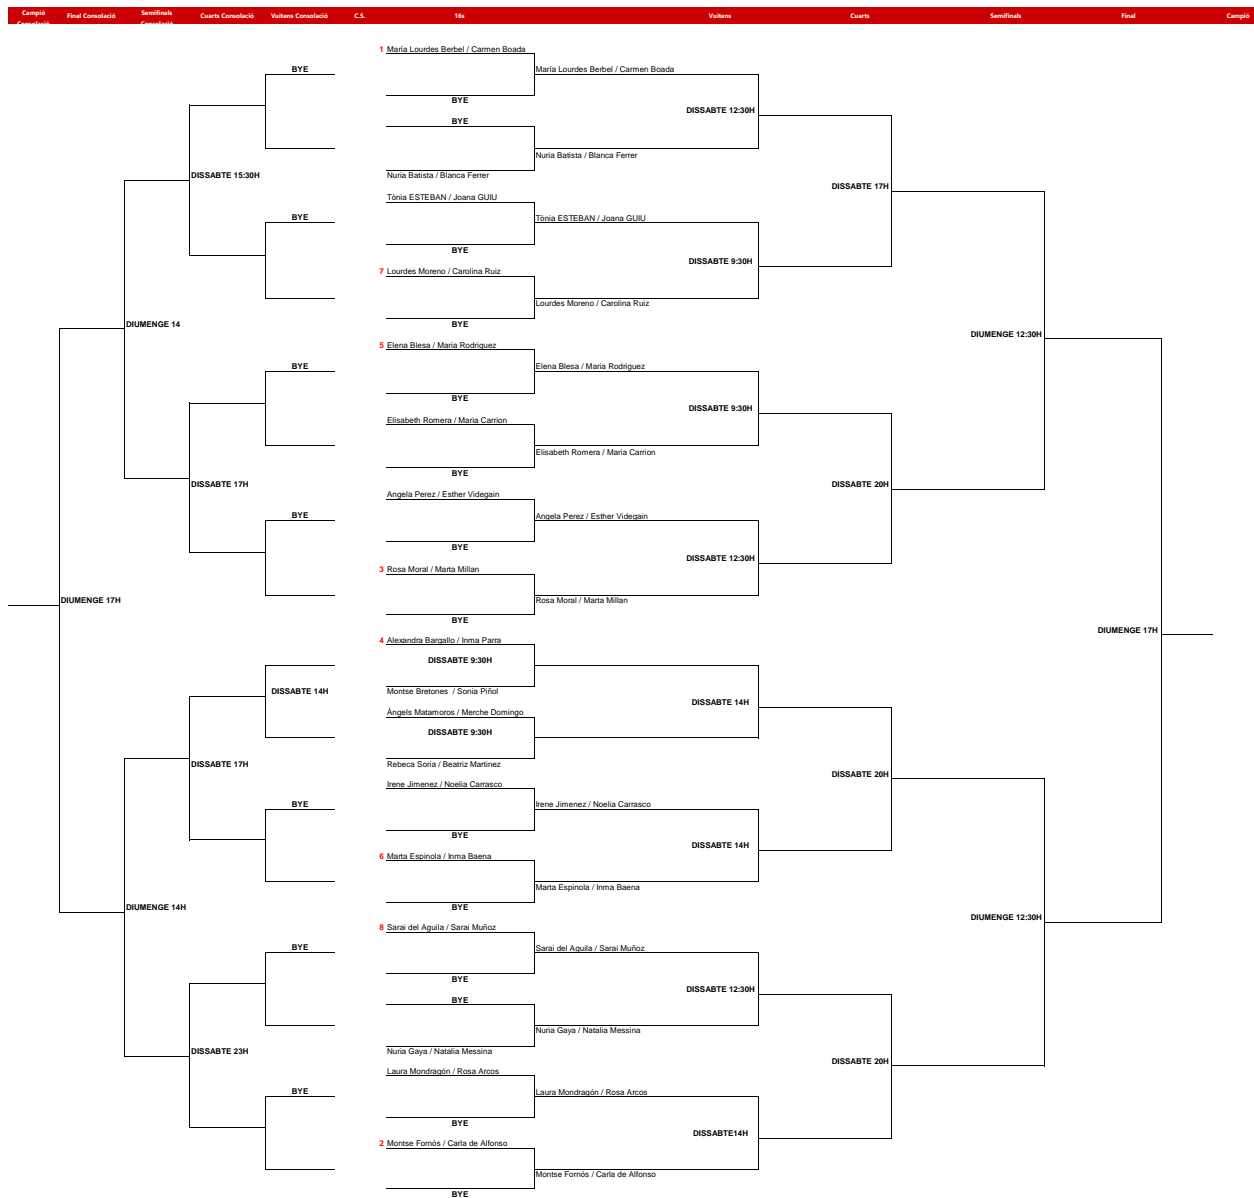 Campió Consolació
Final Consolació
Semifinals Consolació
Cuarts Consolació
Vuitens Consolació
C.S.
16s
Vuitens
Cuarts
Semifinals
Final
Campió
1 María Lourdes Berbel / Carmen Boada
BYE
María Lourdes Berbel / Carmen Boada
BYE
DISSABTE 12:30H
BYE
Nuria Batista / Blanca Ferrer
DISSABTE 15:30H
Nuria Batista / Blanca Ferrer
DISSABTE 17H
Tònia ESTEBAN / Joana GUIU
BYE
Tònia ESTEBAN / Joana GUIU
BYE
DISSABTE 9:30H
7 Lourdes Moreno / Carolina Ruiz
Lourdes Moreno / Carolina Ruiz
DIUMENGE 14
BYE
DIUMENGE 12:30H
5 Elena Blesa / Maria Rodriguez
BYE
Elena Blesa / Maria Rodriguez
BYE
DISSABTE 9:30H
Elisabeth Romera / Maria Carrion
Elisabeth Romera / Maria Carrion
BYE
DISSABTE 17H
DISSABTE 20H
Angela Perez / Esther Videgain
BYE
Angela Perez / Esther Videgain
BYE
DISSABTE 12:30H
3 Rosa Moral / Marta Millan
DIUMENGE 17H
Rosa Moral / Marta Millan
BYE
DIUMENGE 17H
4 Alexandra Bargallo / Inma Parra
DISSABTE 9:30H
DISSABTE 14H
Montse Bretones / Sonia Piñol
DISSABTE 14H
Àngels Matamoros / Merche Domingo
DISSABTE 9:30H
DISSABTE 17H
Rebeca Soria / Beatriz Martinez
DISSABTE 20H
Irene Jimenez / Noelia Carrasco
BYE
Irene Jimenez / Noelia Carrasco
BYE
DISSABTE 14H
6 Marta Espinola / Inma Baena
Marta Espinola / Inma Baena
DIUMENGE 14H
BYE
DIUMENGE 12:30H
8 Sarai del Aguila / Sarai Muñoz
BYE
Sarai del Aguila / Sarai Muñoz
BYE
DISSABTE 12:30H
BYE
Nuria Gaya / Natalia Messina
DISSABTE 23H
Nuria Gaya / Natalia Messina
DISSABTE 20H
Laura Mondragón / Rosa Arcos
BYE
Laura Mondragón / Rosa Arcos
BYE
DISSABTE14H
2 Montse Fornós / Carla de Alfonso
Montse Fornós / Carla de Alfonso
BYE